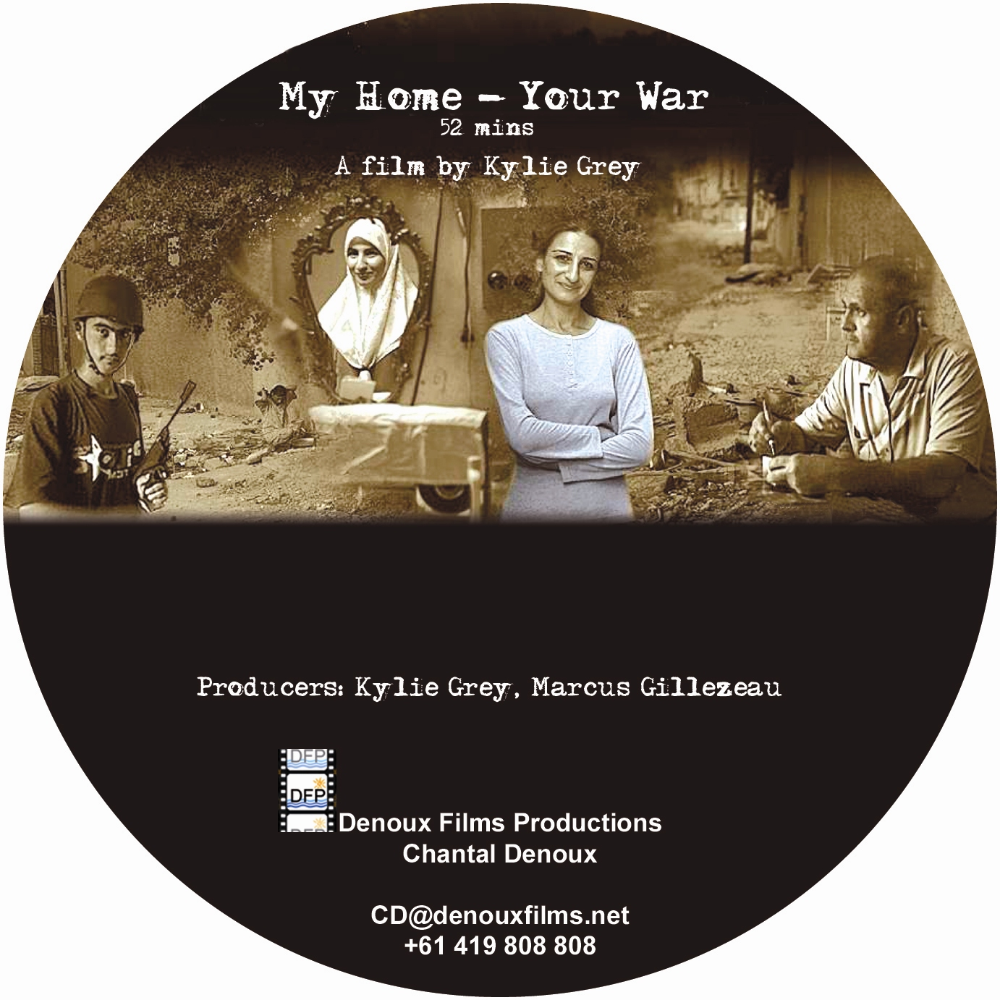 My Home - Your War
52 mins
A film by Kylie Grey
Producers: Kylie Grey, Marcus Gillezeau
DFP
DFP
Denoux Films Productions
Chantal Denoux
CD@denouxfilms.net
+61 419 808 808